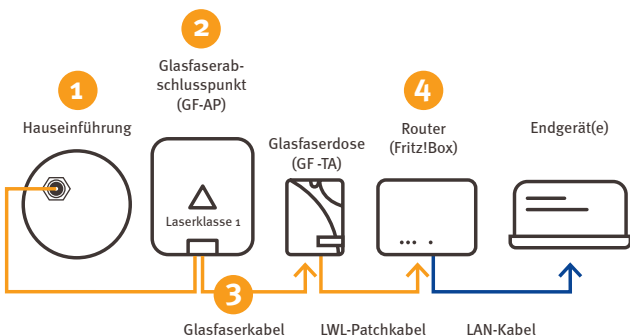 1
Hauseinführung
2
Glasfaserab-
schlusspunkt
(GF-AP)
Laserklasse 1
Glasfaserdose
(GF -TA)
4
Router
(Fritz!Box)
Endgerät(e)
3
Glasfaserkabel
LWL-Patchkabel
LAN-Kabel